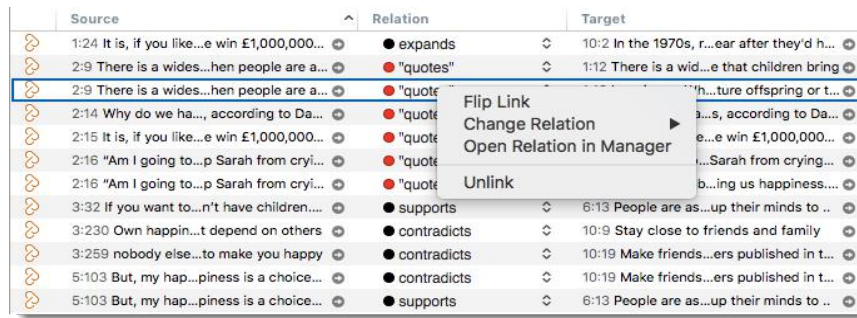 Source Relation Target
1:24 It is, if you like...e win £1,000,000... expands 10:2 In the 1970s, r...ear after they'd h...
2:9 There is a wides...hen people are a... "quotes" 1:12 There is a wid...e that children bring
2:9 There is a wides...hen people are a... "quote ...ture offspring or t...
Flip Link
2:14 Why do we ha..., according to Da... "quote ...s, according to Da...
Change Relation
2:15 It is, if you like...e win £1,000,000... "quote e...e win £1,000,000...
Open Relation in Manager
2:16 “Am I going to...p Sarah from cryi... "quote ...Sarah from crying...
2:16 “Am I going to...p Sarah from cryi... "quote b...ing us happiness....
Unlink
3:32 If you want to...n’t have children.... supports 6:13 People are as...up their minds to ..
3:230 Own happin...t depend on others contradicts 10:9 Stay close to friends and family
3:259 nobody else...to make you happy contradicts 10:19 Make friends...ers published in t...
5:103 But, my hap...piness is a choice... contradicts 10:19 Make friends...ers published in t...
5:103 But, my hap...piness is a choice... supports 6:13 People are as...up their minds to ..